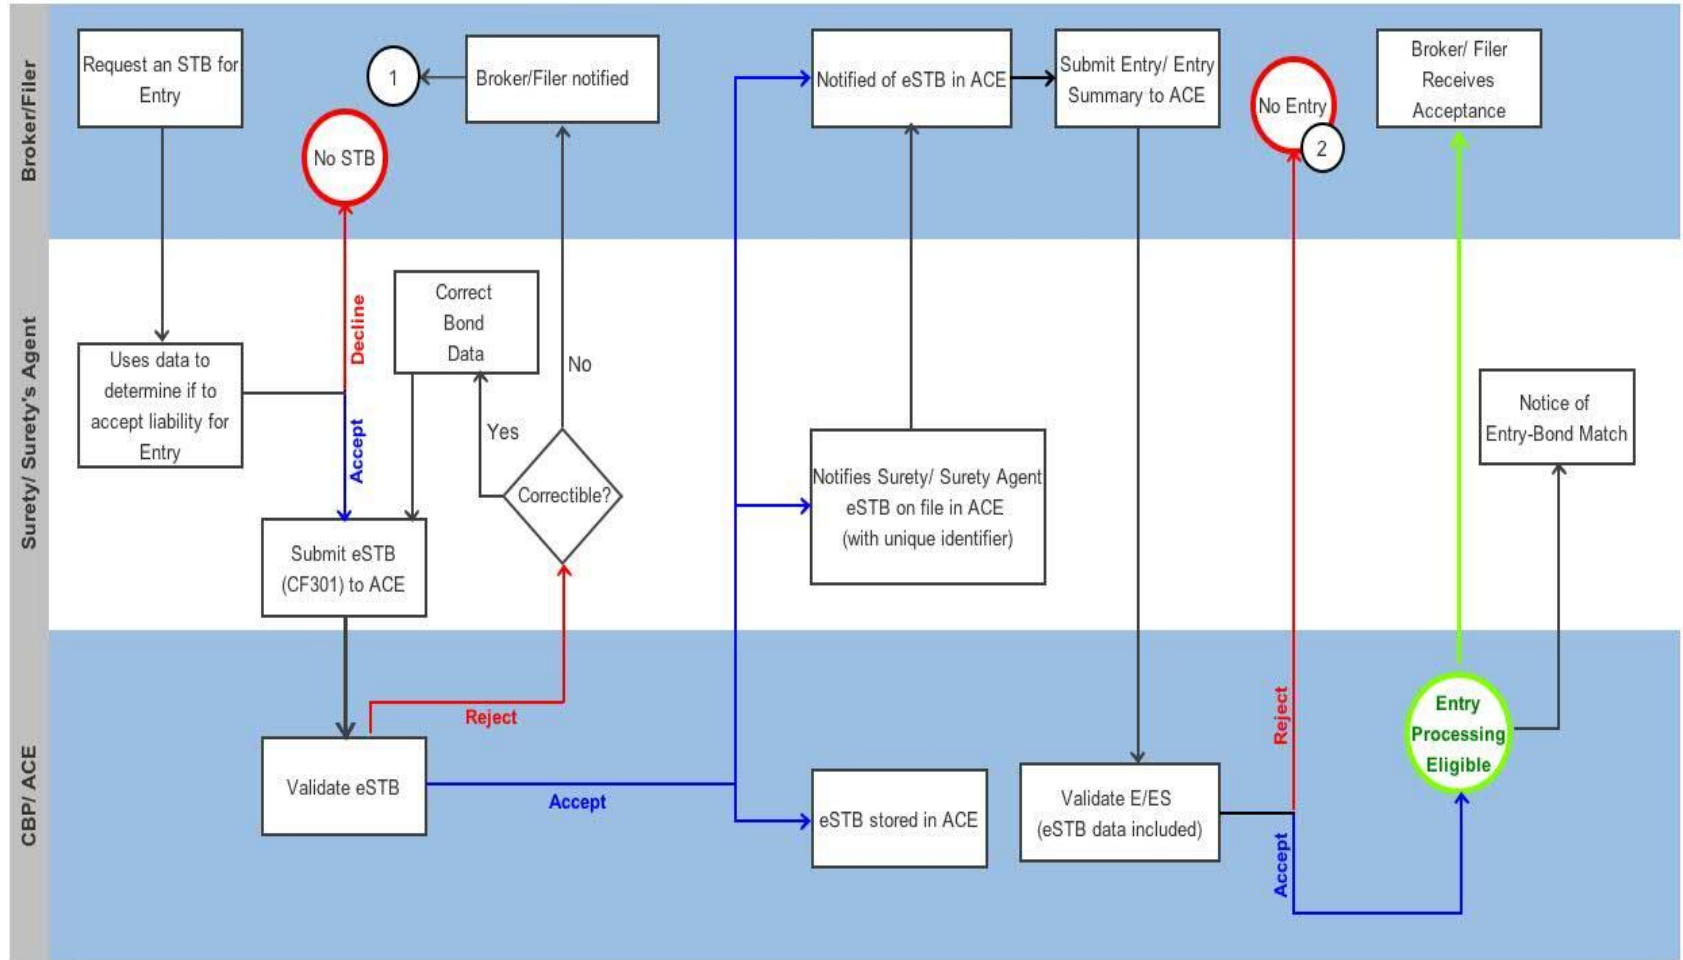 Broker/Filer
Request an STB for
Entry
No STB
1
Broker/Filer notified
Notified of eSTB in ACE
Submit Entry/ Entry
Summary to ACE
No Entry
2
Broker/ Filer
Receives
Acceptance
Surety/ Surety's Agent
Uses data to
determine if to
accept liability for
Entry
Decline
Accept
Correct
Bond
Data
Yes
No
Correctible?
Submit eSTB
(CF301) to ACE
Notifies Surety/ Surety Agent
eSTB on file in ACE
(with unique identifier)
Notice of
Entry-Bond Match
CBP/ ACE
Validate eSTB
Reject
Accept
eSTB stored in ACE
Validate E/ES
(eSTB data included)
Reject
Accept
Entry
Processing
Eligible